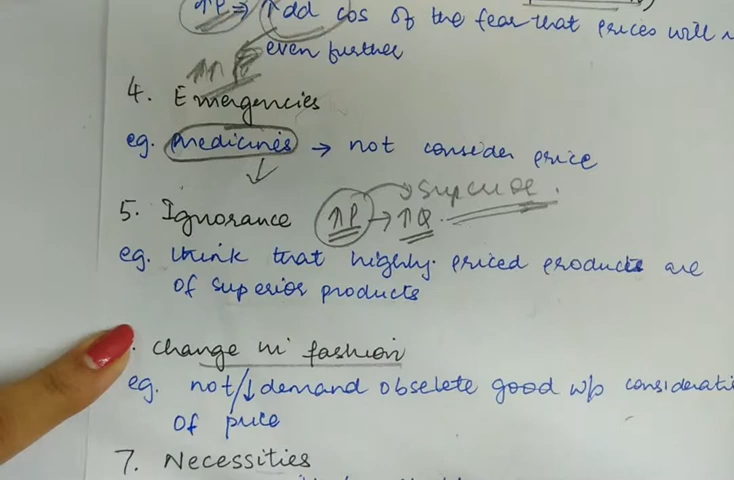 ↑P ⇒ ↑dd cos of the fear that prices will
even further
↑↑↑ P
4. Emergencies
eg. medicines → not consider price
5. Ignorance ↑P → ↑Q superior
eg. think that highly priced products are
of superior products
change in fashion
eg. not/↓ demand obselete good w/o considerati
of price
7. Necessities